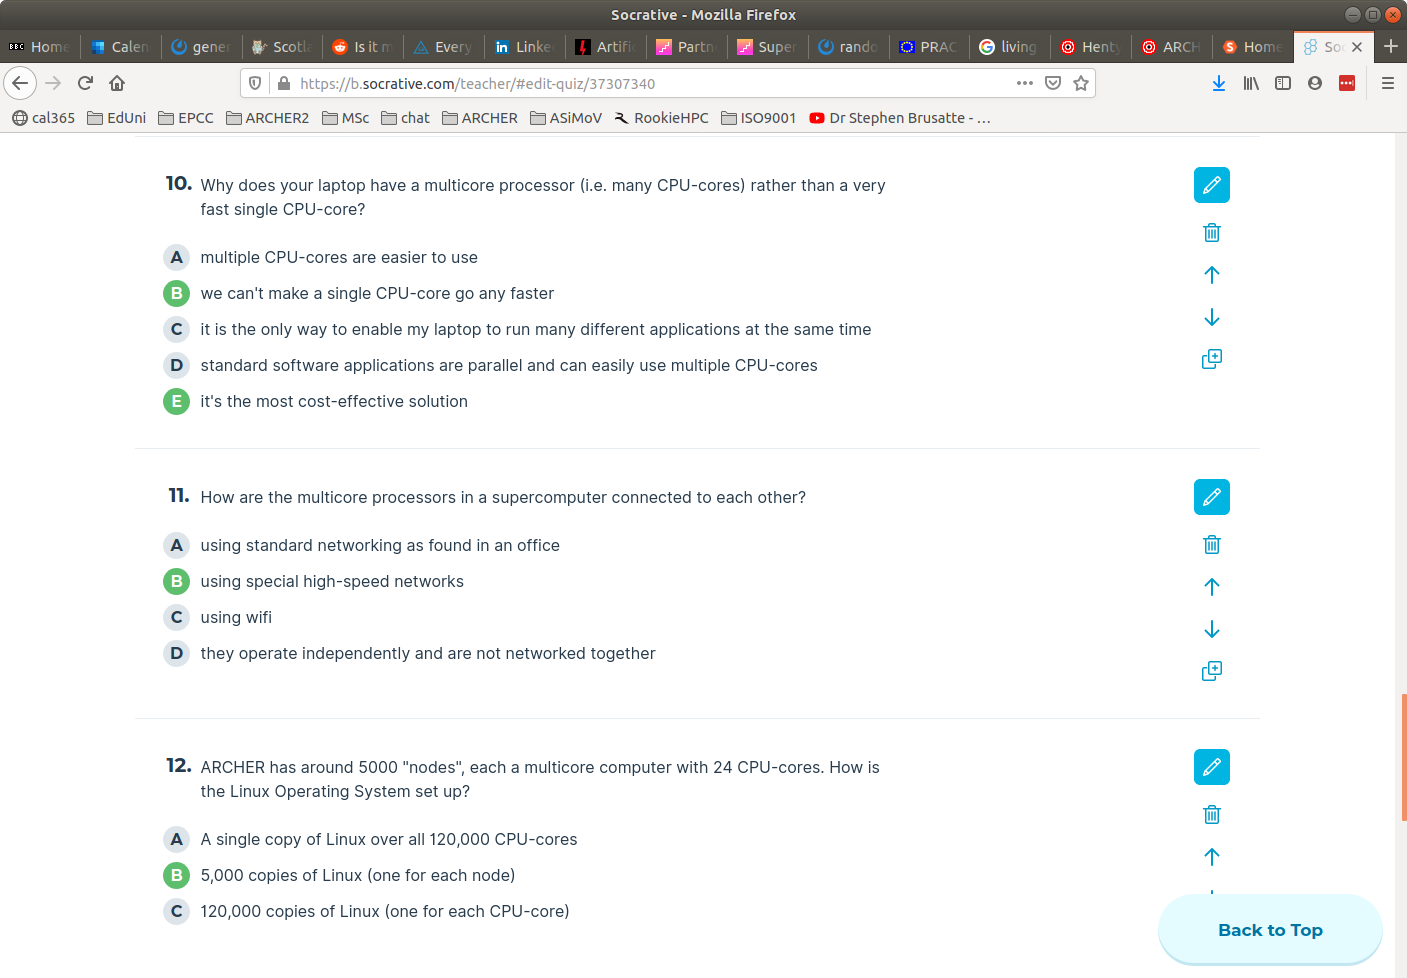 Socrative - Mozilla Firefox
BBC Home
Calen
gener
Scotla
Is it m
Every
in Linke
Artific
Partn
Super
rando
PRAC
living
Henty
ARCH
Home
Soc
https://b.socrative.com/teacher/#edit-quiz/37307340
cal365 EdUni EPCC ARCHER2 MSc chat ARCHER ASiMoV RookieHPC ISO9001 Dr Stephen Brusatte - …
10. Why does your laptop have a multicore processor (i.e. many CPU-cores) rather than a very
fast single CPU-core?
A multiple CPU-cores are easier to use
B we can't make a single CPU-core go any faster
C it is the only way to enable my laptop to run many different applications at the same time
D standard software applications are parallel and can easily use multiple CPU-cores
E it's the most cost-effective solution
11. How are the multicore processors in a supercomputer connected to each other?
A using standard networking as found in an office
B using special high-speed networks
C using wifi
D they operate independently and are not networked together
12. ARCHER has around 5000 "nodes", each a multicore computer with 24 CPU-cores. How is
the Linux Operating System set up?
A A single copy of Linux over all 120,000 CPU-cores
B 5,000 copies of Linux (one for each node)
C 120,000 copies of Linux (one for each CPU-core)
Back to Top